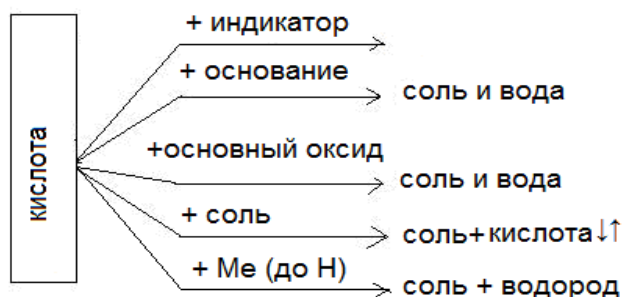 кислота
+ индикатор
+ основание
соль и вода
+основный оксид
соль и вода
+ соль
соль+кислота↓↑
+ Ме (до Н)
соль + водород